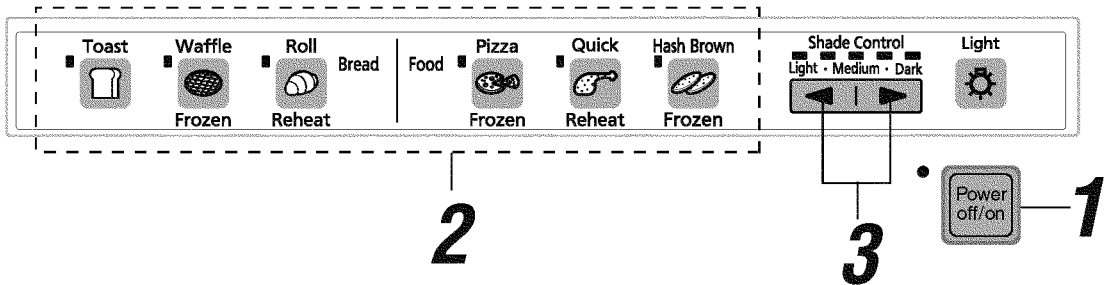 Toast Waffle Roll Pizza Quick Hash Brown Shade Control Light
Bread Food Light · Medium · Dark
Frozen Reheat Frozen Reheat Frozen
2
3
Power
off/on
1